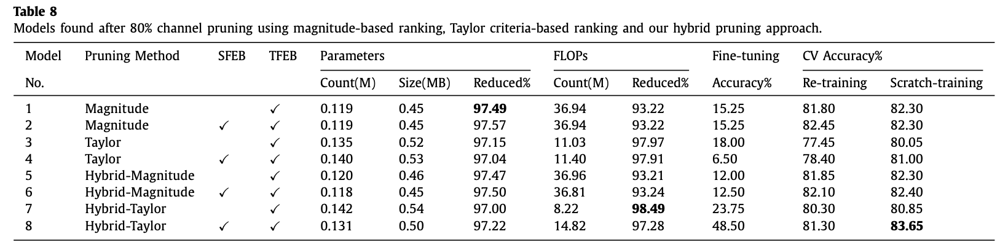 Table 8
Models found after 80% channel pruning using magnitude-based ranking, Taylor criteria-based ranking and our hybrid pruning approach.
Model Pruning Method SFEB TFEB Parameters FLOPs Fine-tuning CV Accuracy%
No. Count(M) Size(MB) Reduced% Count(M) Reduced% Accuracy% Re-training Scratch-training
1 Magnitude ✓ 0.119 0.45 97.49 36.94 93.22 15.25 81.80 82.30
2 Magnitude ✓ ✓ 0.119 0.45 97.57 36.94 93.22 15.25 82.45 82.30
3 Taylor ✓ 0.135 0.52 97.15 11.03 97.97 18.00 77.45 80.05
4 Taylor ✓ ✓ 0.140 0.53 97.04 11.40 97.91 6.50 78.40 81.00
5 Hybrid-Magnitude ✓ 0.120 0.46 97.47 36.96 93.21 12.00 81.85 82.30
6 Hybrid-Magnitude ✓ ✓ 0.118 0.45 97.50 36.81 93.24 12.50 82.10 82.40
7 Hybrid-Taylor ✓ 0.142 0.54 97.00 8.22 98.49 23.75 80.30 80.85
8 Hybrid-Taylor ✓ ✓ 0.131 0.50 97.22 14.82 97.28 48.50 81.30 83.65